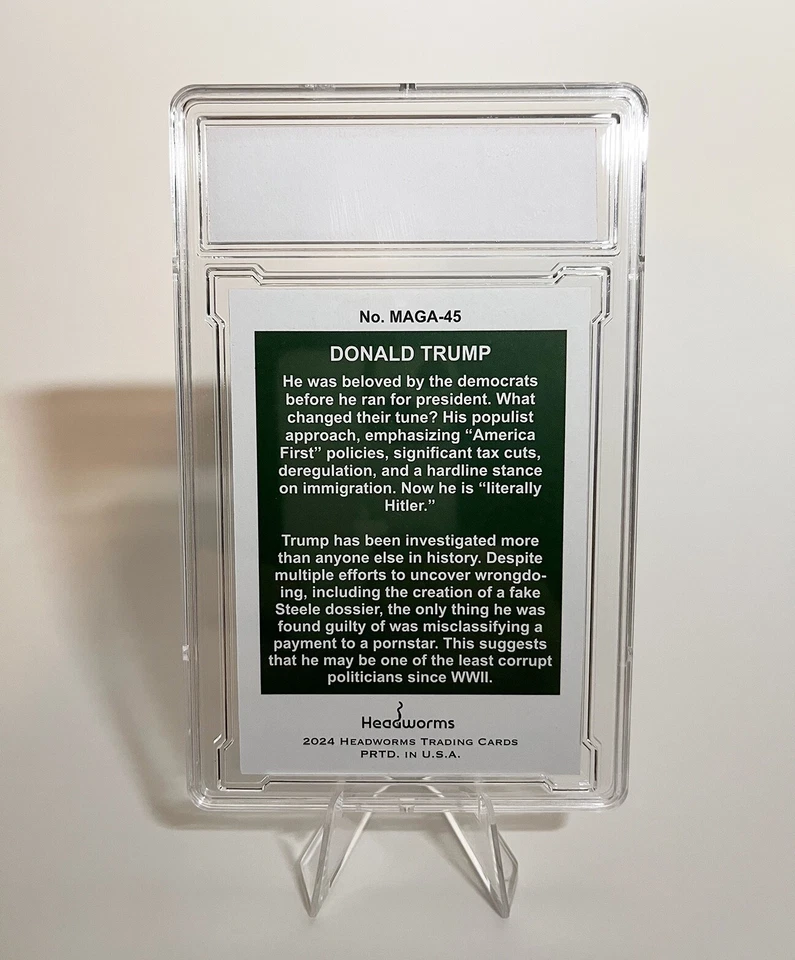 No. MAGA-45
DONALD TRUMP
He was beloved by the democrats
before he ran for president. What
changed their tune? His populist
approach, emphasizing “America
First” policies, significant tax cuts,
deregulation, and a hardline stance
on immigration. Now he is “literally
Hitler.”
Trump has been investigated more
than anyone else in history. Despite
multiple efforts to uncover wrongdo-
ing, including the creation of a fake
Steele dossier, the only thing he was
found guilty of was misclassifying a
payment to a pornstar. This suggests
that he may be one of the least corrupt
politicians since WWII.
Headworms
2024 Headworms Trading Cards
PRTD. in U.S.A.